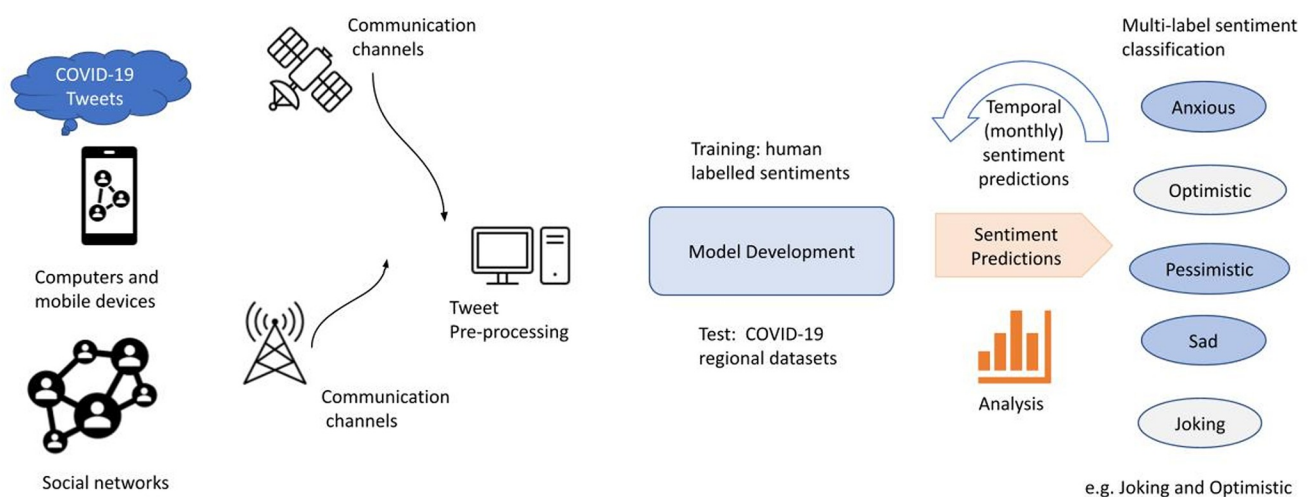 COVID-19
Tweets
Computers and
mobile devices
Social networks
Communication
channels
Communication
channels
Tweet
Pre-processing
Training: human
labelled sentiments
Model Development
Test: COVID-19
regional datasets
Temporal
(monthly)
sentiment
predictions
Sentiment
Predictions
Analysis
Multi-label sentiment
classification
Anxious
Optimistic
Pessimistic
Sad
Joking
e.g. Joking and Optimistic